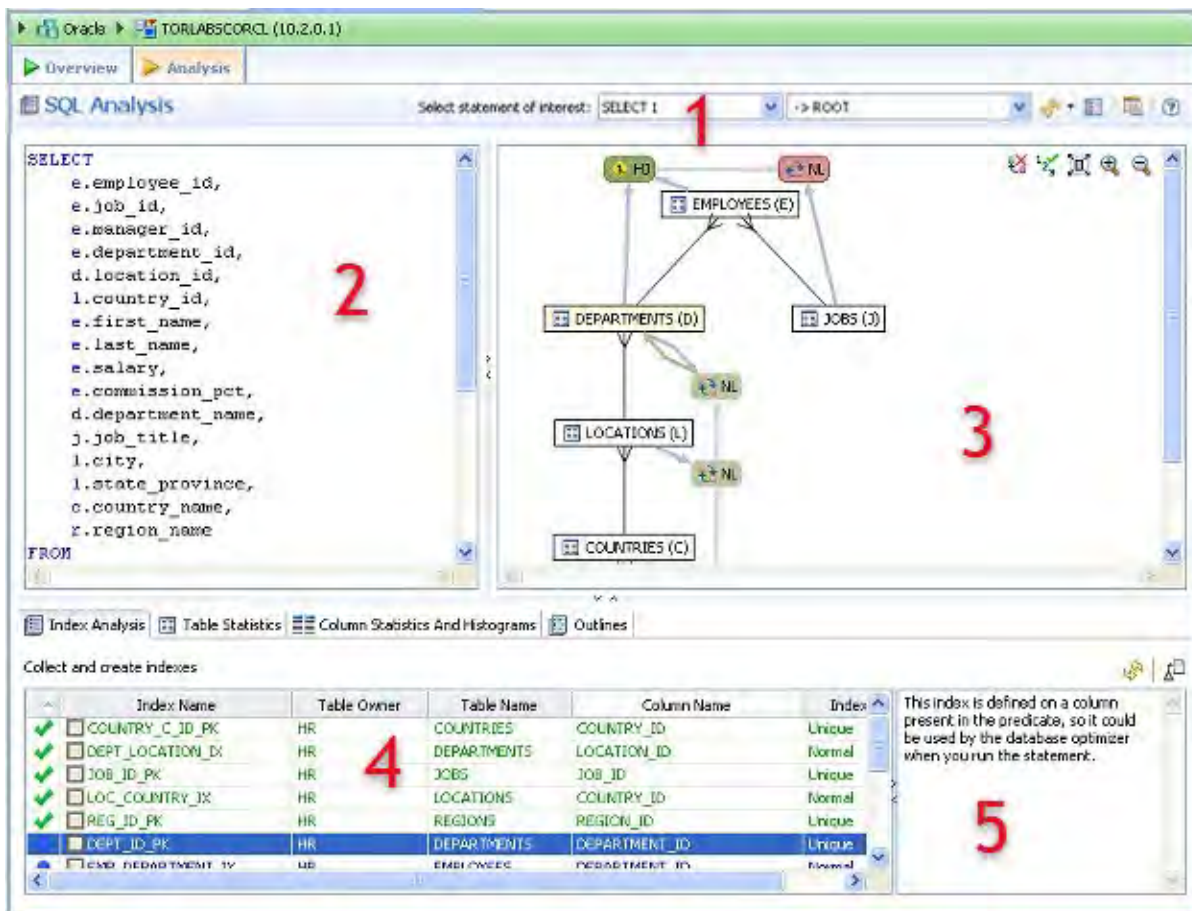 Oracle TORLABSCORCL (10.2.0.1)
Overview Analysis
SQL Analysis
Select statement of interest: SELECT 1 -> ROOT
1
SELECT
e.employee_id,
e.job_id,
e.manager_id,
e.department_id,
d.location_id,
l.country_id,
e.first_name,
e.last_name,
e.salary,
e.commission_pct,
d.department_name,
j.job_title,
l.city,
l.state_province,
c.country_name,
r.region_name
FROM
2
HJ NL
EMPLOYEES (E)
DEPARTMENTS (D) JOBS (J)
NL
LOCATIONS (L)
NL
COUNTRIES (C)
3
Index Analysis Table Statistics Column Statistics And Histograms Outlines
Collect and create indexes
Index Name Table Owner Table Name Column Name Index
COUNTRY_C_ID_PK HR COUNTRIES COUNTRY_ID Unique
DEPT_LOCATION_IX HR DEPARTMENTS LOCATION_ID Normal
JOB_ID_PK HR JOBS JOB_ID Unique
LOC_COUNTRY_IX HR LOCATIONS COUNTRY_ID Normal
REG_ID_PK HR REGIONS REGION_ID Unique
DEPT_ID_PK HR DEPARTMENTS DEPARTMENT_ID Unique
EMP_DEPARTMENT_IX HR EMPLOYEES DEPARTMENT_ID Normal
4
This index is defined on a column
present in the predicate, so it could
be used by the database optimizer
when you run the statement.
5